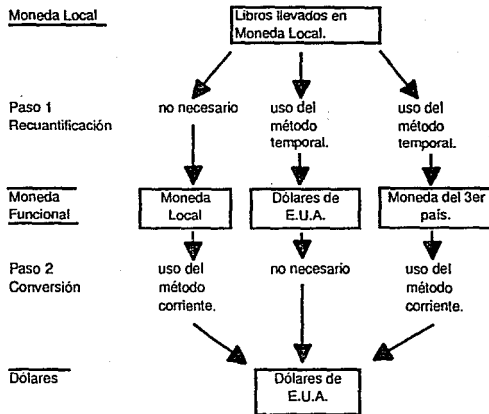 Moneda Local
Libros llevados en
Moneda Local.
Paso 1
Recuantificación
no necesario
uso del
método
temporal.
uso del
método
temporal.
Moneda
Funcional
Moneda
Local
Dólares de
E.U.A.
Moneda del 3er
país.
Paso 2
Conversión
uso del
método
corriente.
no necesario
uso del
método
corriente.
Dólares
Dólares de
E.U.A.